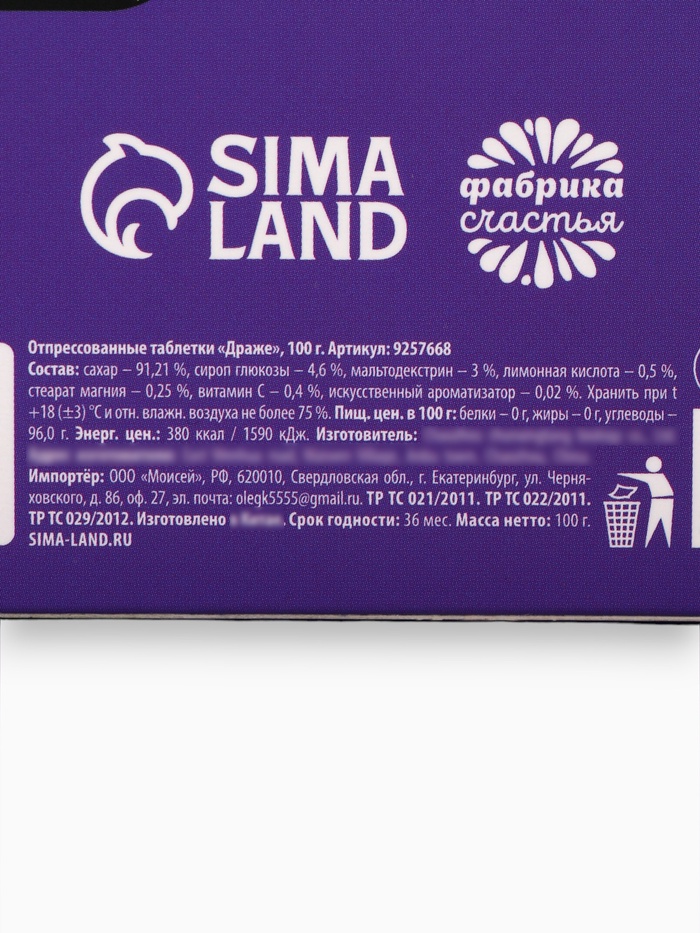 SIMA
LAND
фабрика
счастья
Отпрессованные таблетки «Драже», 100 г. Артикул: 9257668
Состав: сахар – 91,21 %, сироп глюкозы – 4,6 %, мальтодекстрин – 3 %, лимонная кислота – 0,5 %,
стеарат магния – 0,25 %, витамин С – 0,4 %, искусственный ароматизатор – 0,02 %. Хранить при t
+18 (±3) °С и отн. влажн. воздуха не более 75 %. Пищ. цен. в 100 г: белки – 0 г, жиры – 0 г, углеводы –
96,0 г. Энерг. цен.: 380 ккал / 1590 кДж. Изготовитель:
Импортёр: ООО «Моисей», РФ, 620010, Свердловская обл., г. Екатеринбург, ул. Черня-
ховского, д. 86, оф. 27, эл. почта: olegk5555@gmail.ru. ТР ТС 021/2011. ТР ТС 022/2011.
ТР ТС 029/2012. Изготовлено . Срок годности: 36 мес. Масса нетто: 100 г.
SIMA-LAND.RU